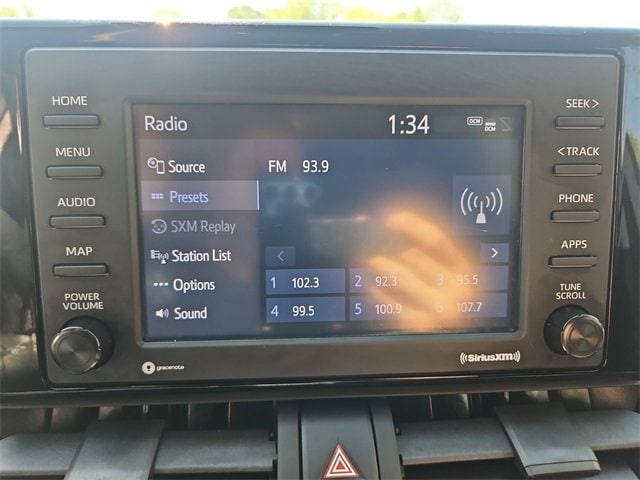 HOME
MENU
AUDIO
MAP
POWER
VOLUME
Radio
1:34
DCM
DCM
Source
Presets
SXM Replay
Station List
Options
Sound
FM 93.9
<
>
1 102.3
2 92.3
3 95.5
4 99.5
5 100.9
6 107.7
SEEK>
<TRACK
PHONE
APPS
TUNE
SCROLL
gracenote
((SiriusXM))